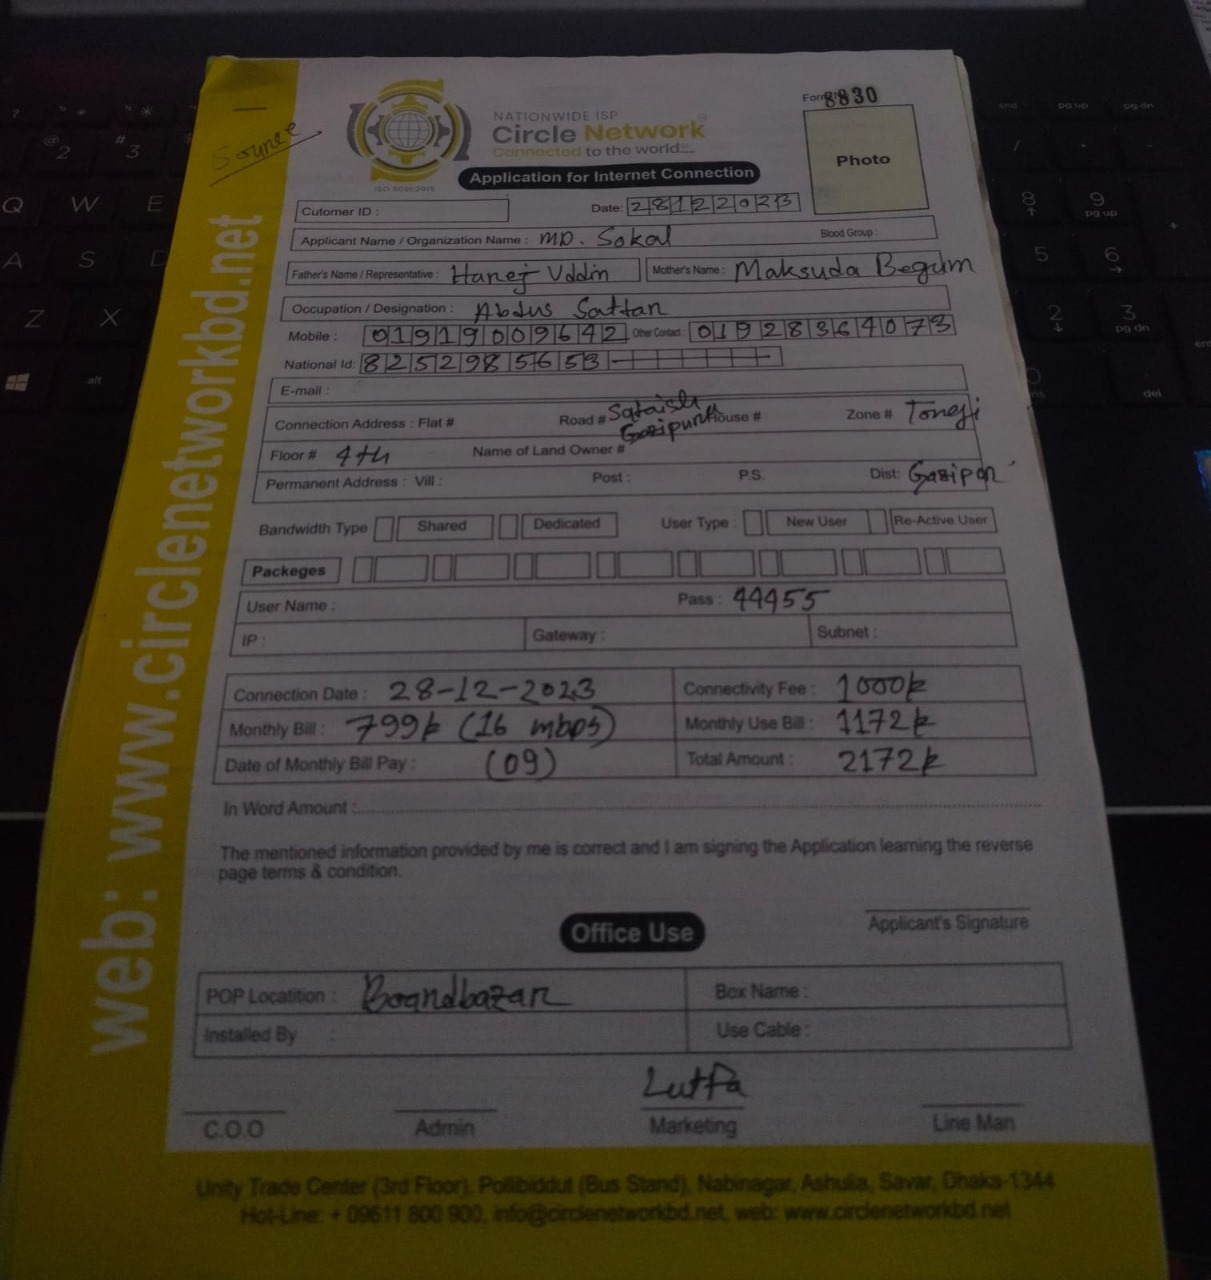 Source
Form 8830
NATIONWIDE ISP
Circle Network
Connected to the world...
ISO 9001:2015
Photo
Application for Internet Connection
Cutomer ID :
Date: 28122023
Applicant Name / Organization Name : MD. Sokal Blood Group :
Father's Name / Representative : Hanef Uddin Mother's Name : Maksuda Begum
Occupation / Designation : Abdus Sattar
Mobile : 01919009642 Other Contact : 01928364073
National Id: 8252985653
E-mail :
Connection Address : Flat # Road # Sataish Gazipura House # Zone # Tongi
Floor # 4th Name of Land Owner #
Permanent Address : Vill : Post : P.S. Dist: Gazipur
Bandwidth Type Shared Dedicated User Type : New User Re-Active User
Packeges
User Name : Pass : 44455
IP : Gateway : Subnet :
Connection Date : 28-12-2023 Connectivity Fee : 1000k
Monthly Bill : 799k (16 mbps) Monthly Use Bill : 1172k
Date of Monthly Bill Pay : (09) Total Amount : 2172k
In Word Amount :
The mentioned information provided by me is correct and I am signing the Application learning the reverse
page terms & condition.
Applicant's Signature
Office Use
POP Locatition : Boardbazar Box Name :
Installed By : Use Cable :
Lutfa
C.O.O Admin Marketing Line Man
Unity Trade Center (3rd Floor), Pollibiddut (Bus Stand), Nabinagar, Ashulia, Savar, Dhaka-1344
Hot-Line: + 09611 800 900, info@circlenetworkbd.net, web: www.circlenetworkbd.net
web: www.circlenetworkbd.net